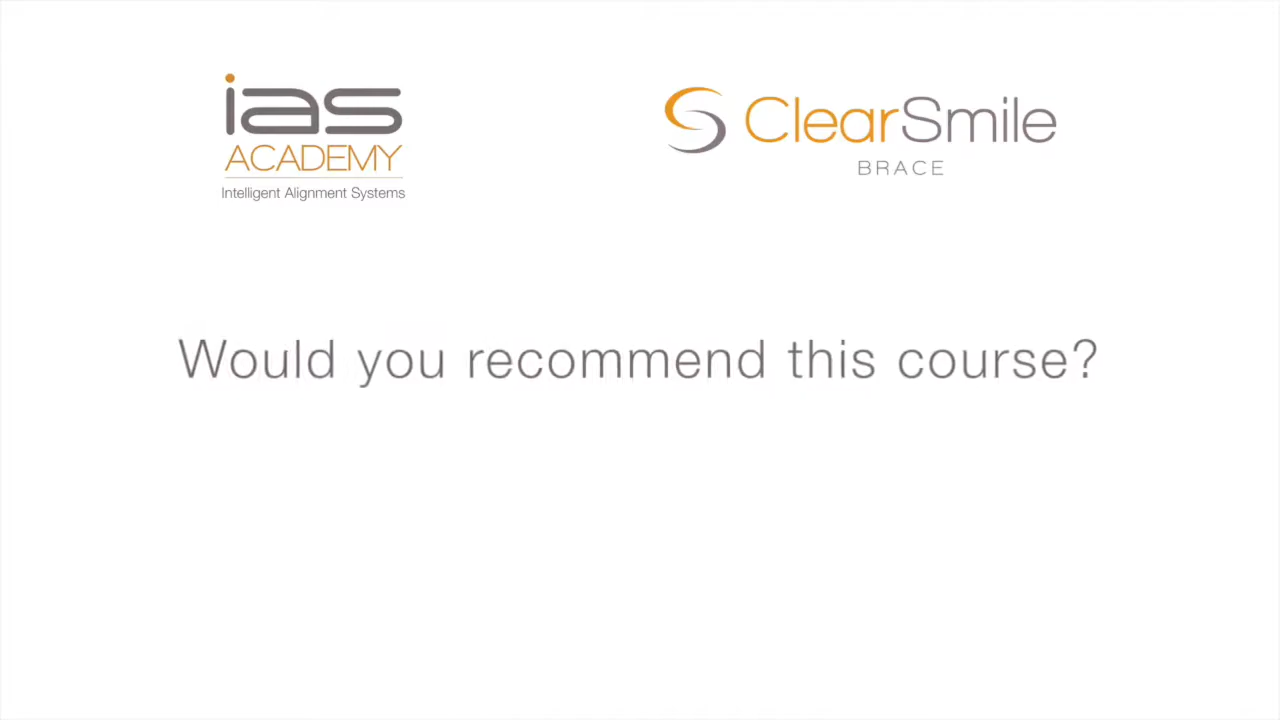 ias
ACADEMY
Intelligent Alignment Systems
ClearSmile
BRACE
Would you recommend this course?